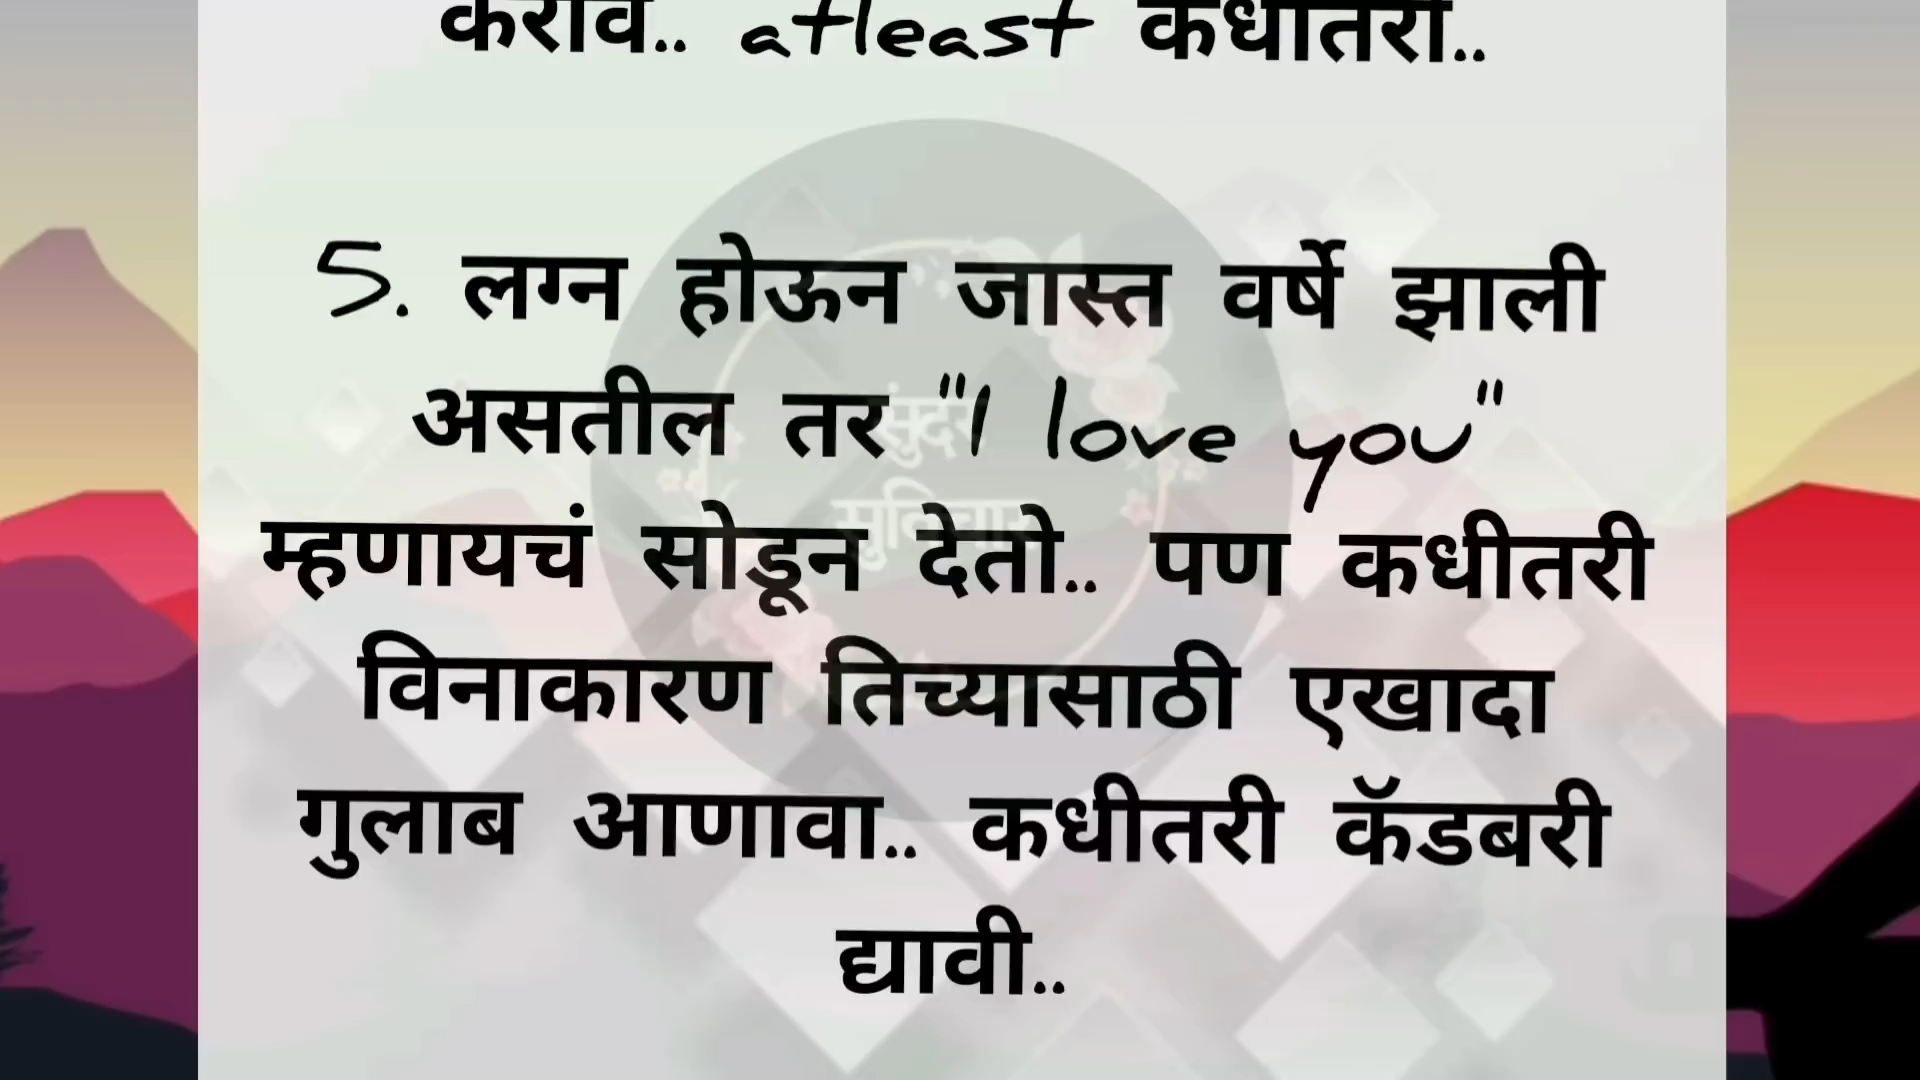 करावं.. atleast कधीतरी..
5. लग्न होऊन जास्त वर्षे झाली
असतील तर "I love you"
म्हणायचं सोडून देतो.. पण कधीतरी
विनाकारण तिच्यासाठी एखादा
गुलाब आणावा.. कधीतरी कॅडबरी
द्यावी..
सुंदर
सुविचार